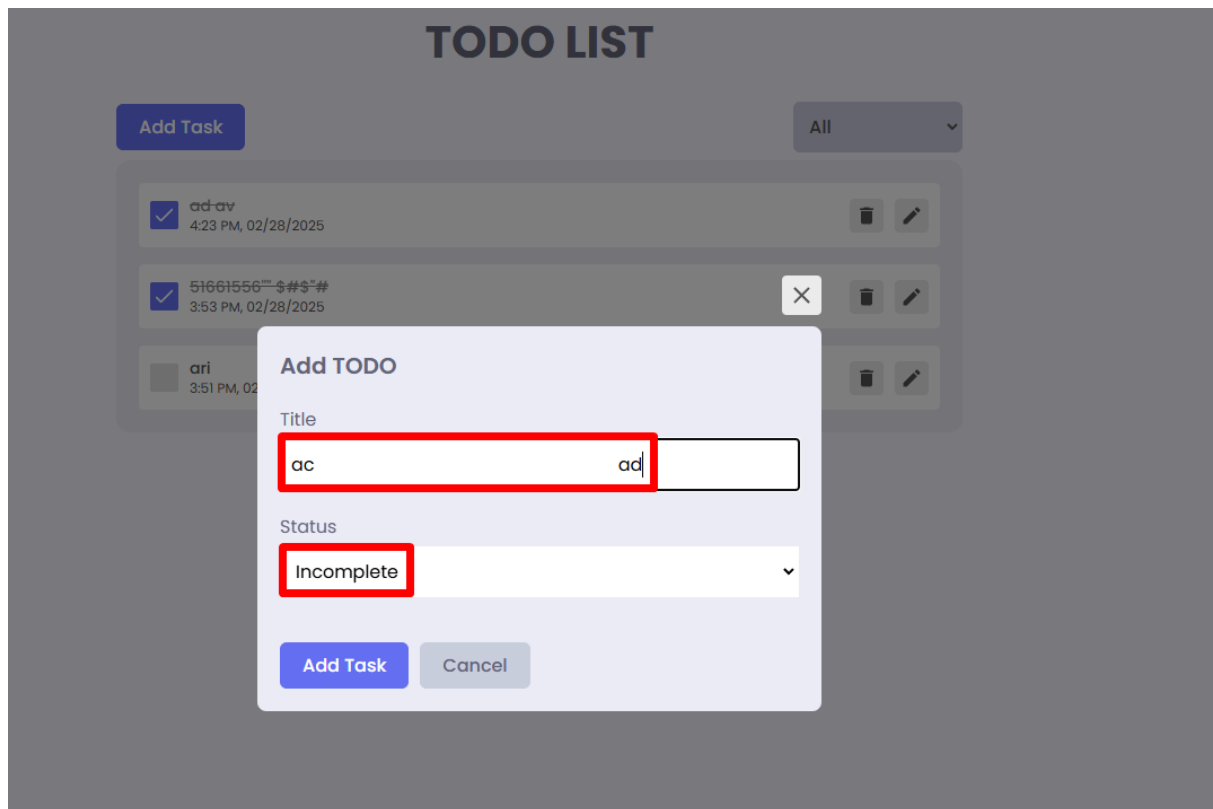 TODO LIST
Add Task
All
ad av
4:23 PM, 02/28/2025
51661556"" $#$"#
3:53 PM, 02/28/2025
ari
3:51 PM, 02
Add TODO
Title
ac ad
Status
Incomplete
Add Task Cancel